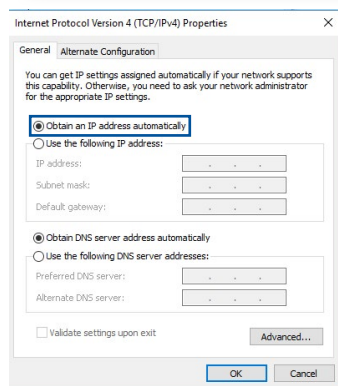 Internet Protocol Version 4 (TCP/IPv4) Properties
General Alternate Configuration
You can get IP settings assigned automatically if your network supports
this capability. Otherwise, you need to ask your network administrator
for the appropriate IP settings.
Obtain an IP address automatically
Use the following IP address:
IP address:
Subnet mask:
Default gateway:
Obtain DNS server address automatically
Use the following DNS server addresses:
Preferred DNS server:
Alternate DNS server:
Validate settings upon exit
Advanced...
OK Cancel